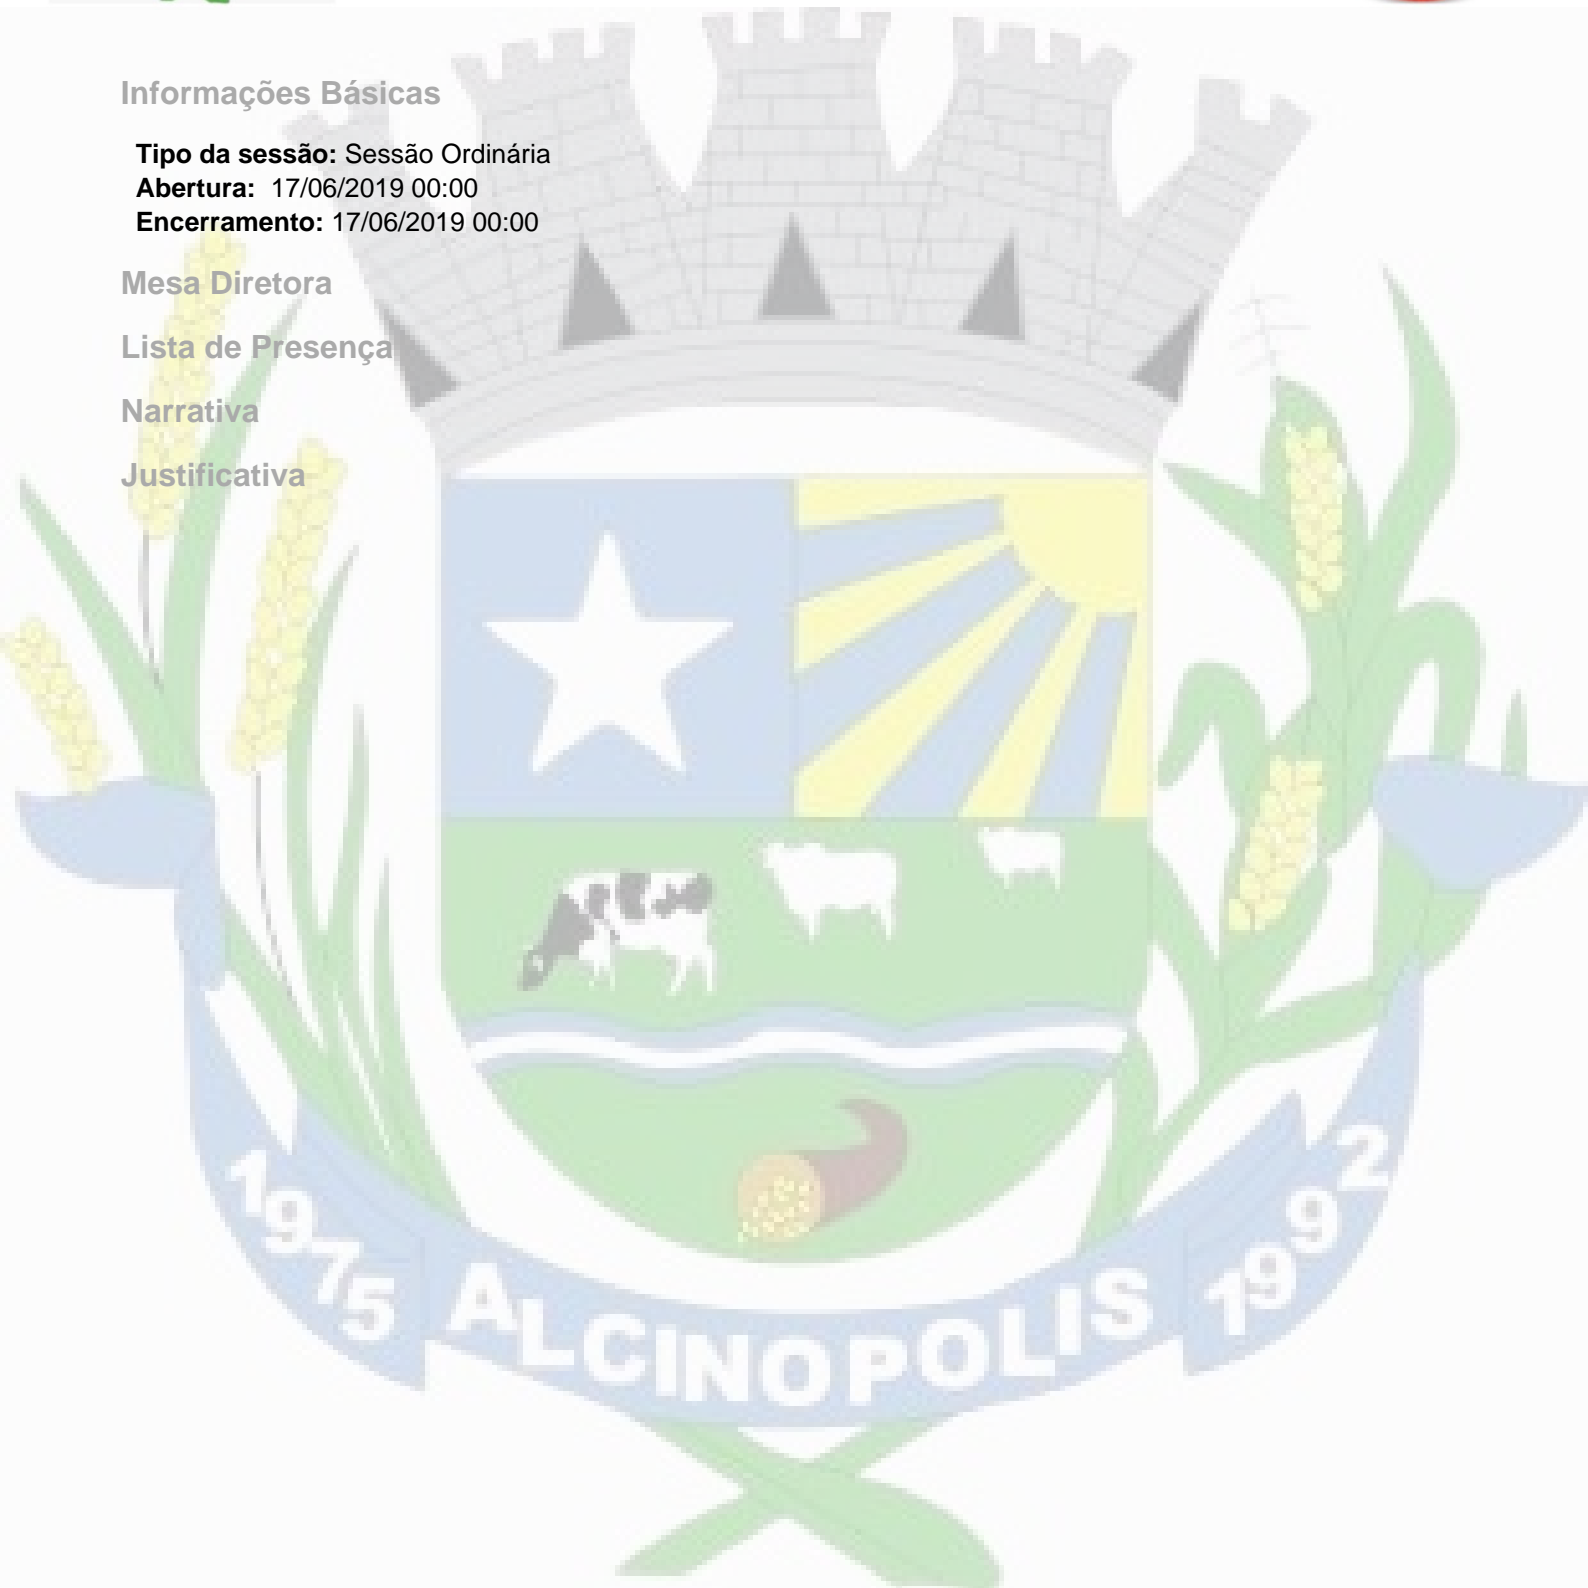 Informações Básicas
Tipo da sessão: Sessão Ordinária
Abertura: 17/06/2019 00:00
Encerramento: 17/06/2019 00:00
Mesa Diretora
Lista de Presença
Narrativa
Justificativa
1975 ALCINOPOLIS 1992